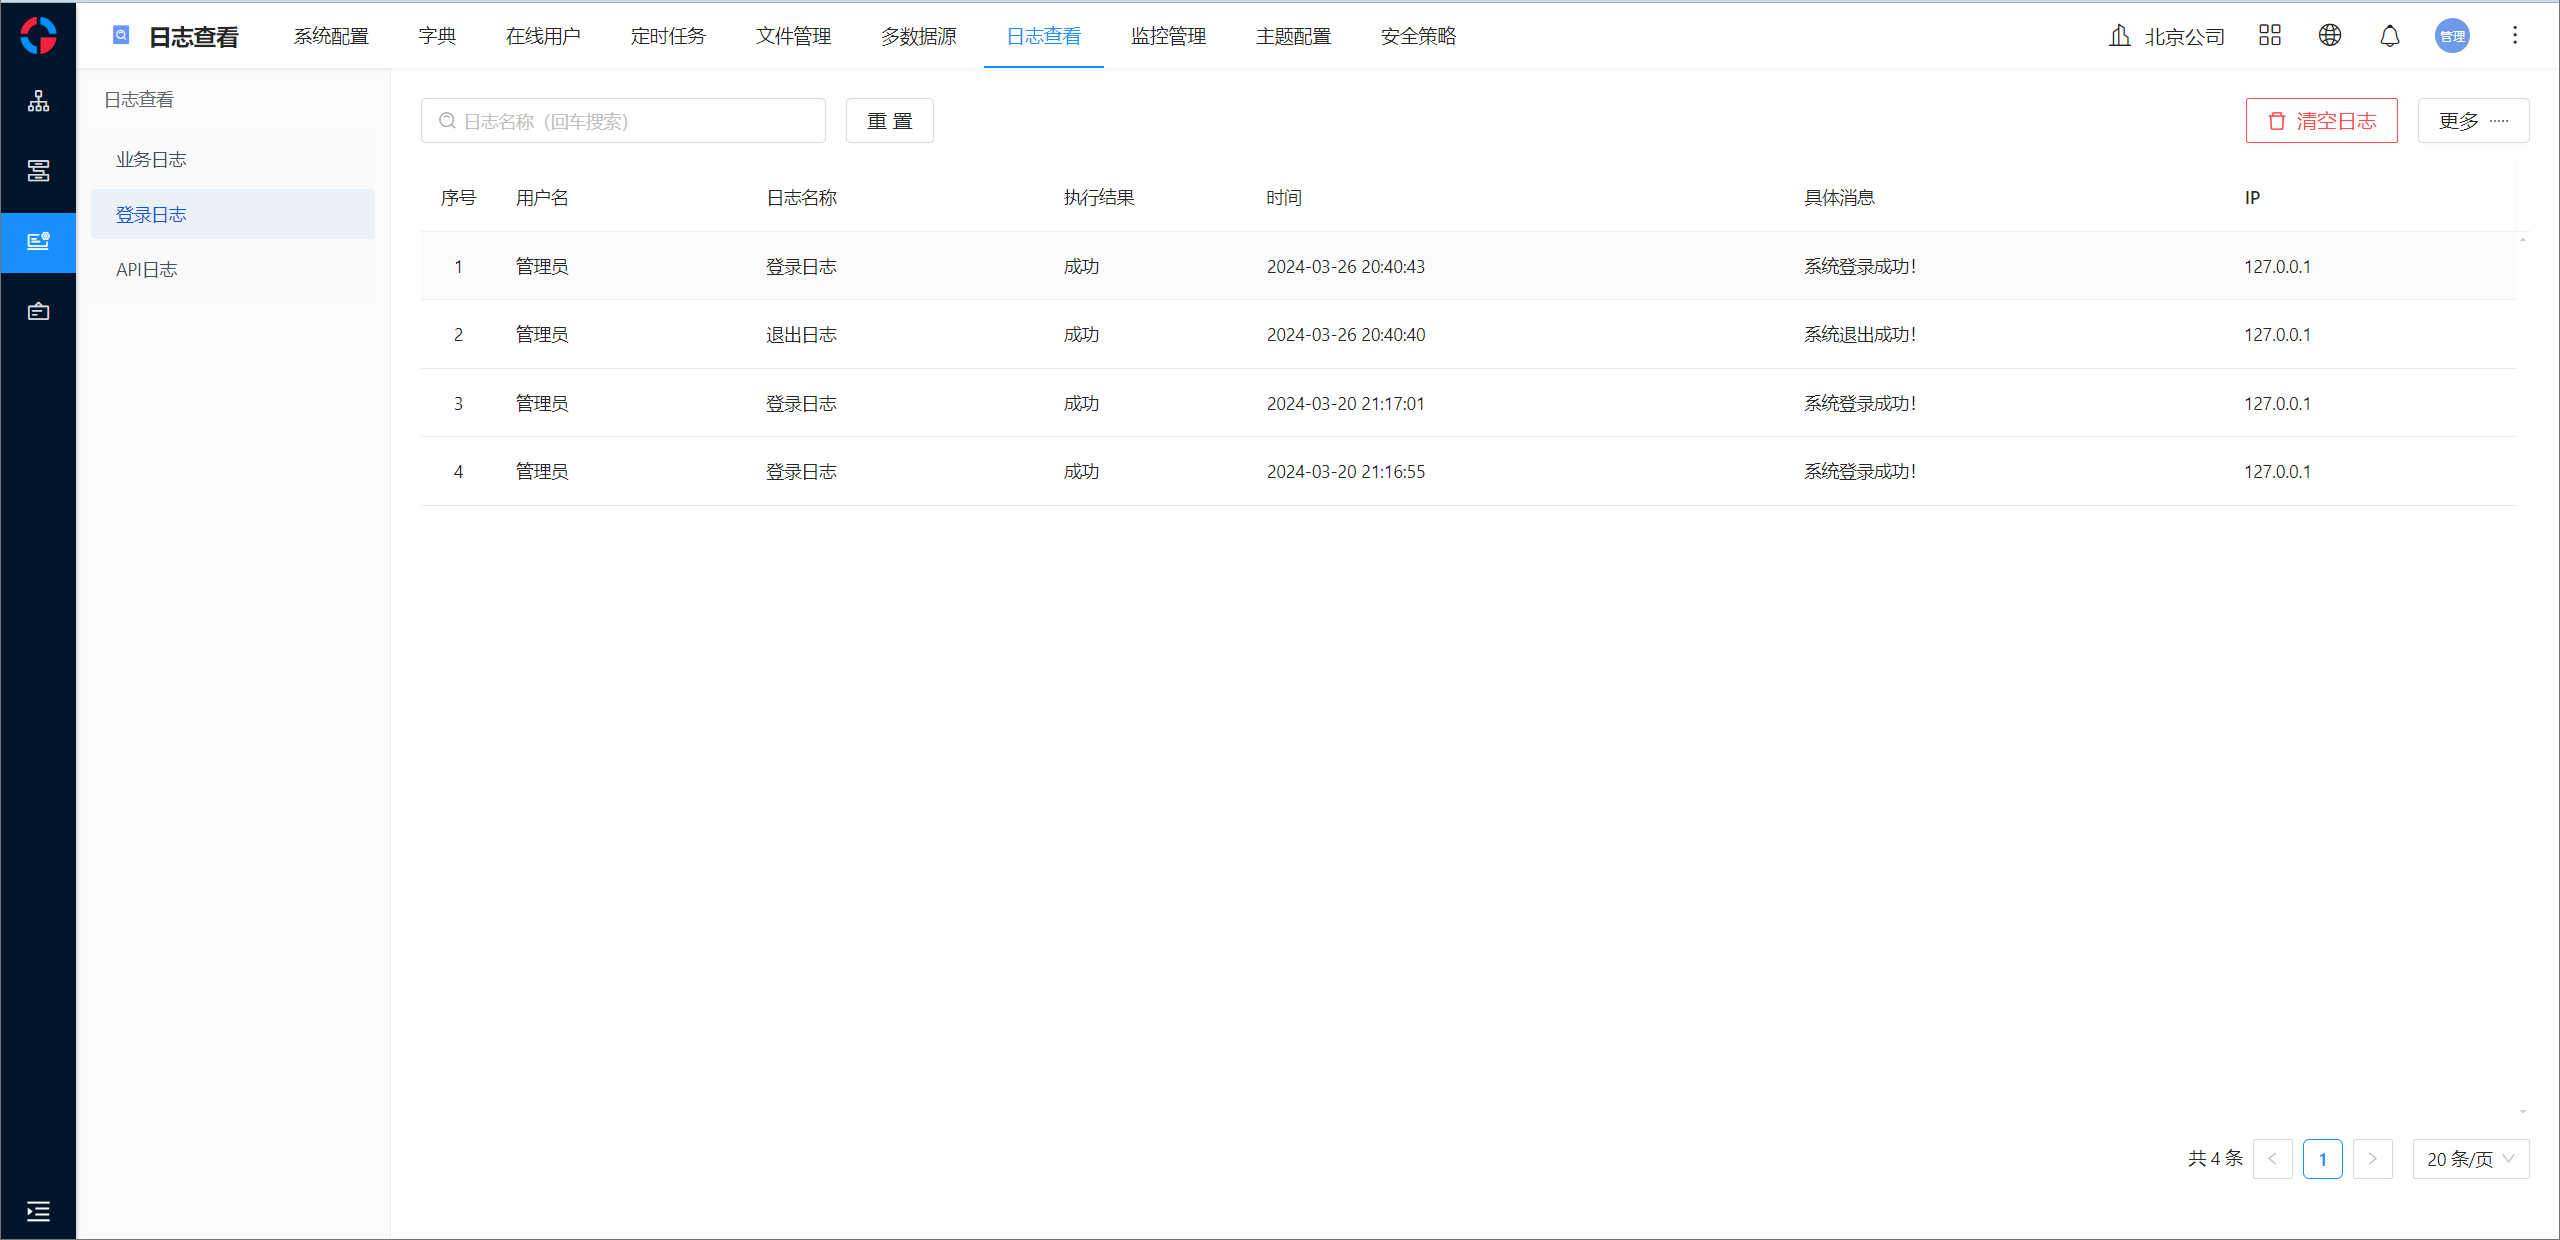 日志查看 系统配置 字典 在线用户 定时任务 文件管理 多数据源 日志查看 监控管理 主题配置 安全策略 北京公司 管理
日志查看
业务日志
登录日志
API日志
日志名称（回车搜索） 重 置 清空日志 更多
序号 用户名 日志名称 执行结果 时间 具体消息 IP
1 管理员 登录日志 成功 2024-03-26 20:40:43 系统登录成功！ 127.0.0.1
2 管理员 退出日志 成功 2024-03-26 20:40:40 系统退出成功！ 127.0.0.1
3 管理员 登录日志 成功 2024-03-20 21:17:01 系统登录成功！ 127.0.0.1
4 管理员 登录日志 成功 2024-03-20 21:16:55 系统登录成功！ 127.0.0.1
共 4 条 < 1 > 20 条/页